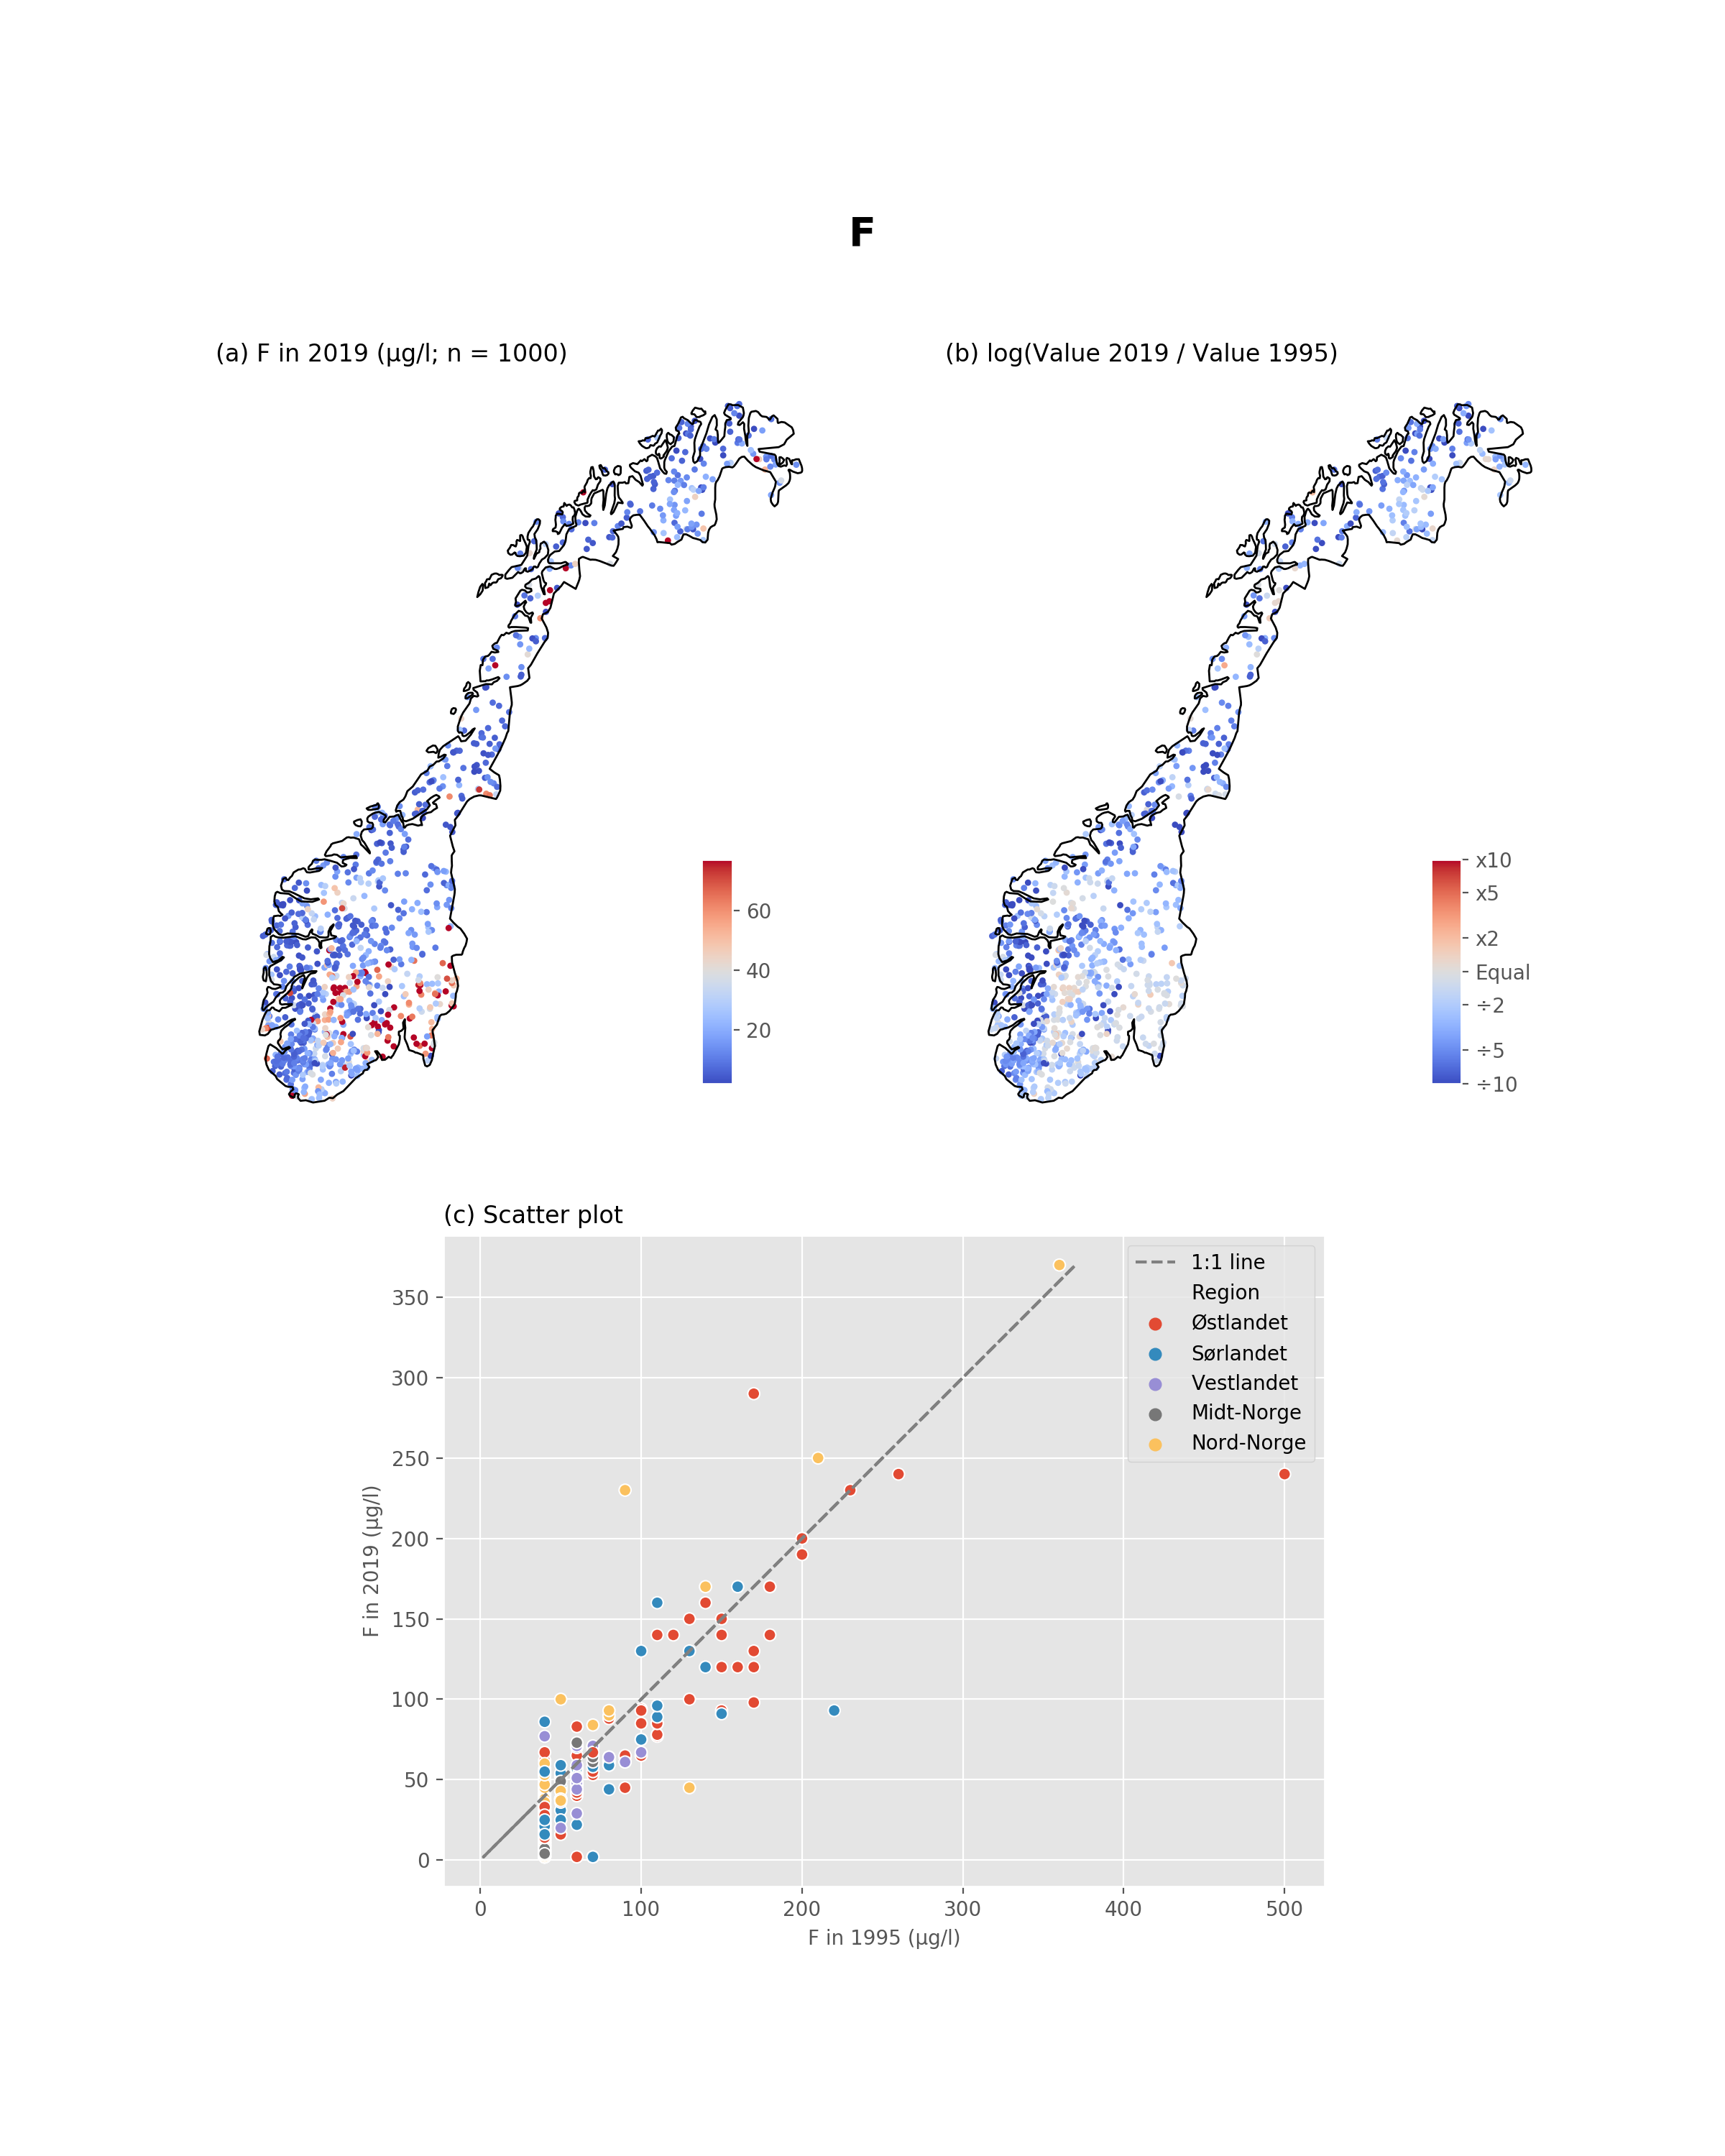 F
(a) F in 2019 (µg/l; n = 1000)
(b) log(Value 2019 / Value 1995)
60
40
20
x10
x5
x2
Equal
÷2
÷5
÷10
(c) Scatter plot
1:1 line
Region
Østlandet
Sørlandet
Vestlandet
Midt-Norge
Nord-Norge
350
300
250
200
150
100
50
0
F in 2019 (µg/l)
0 100 200 300 400 500
F in 1995 (µg/l)